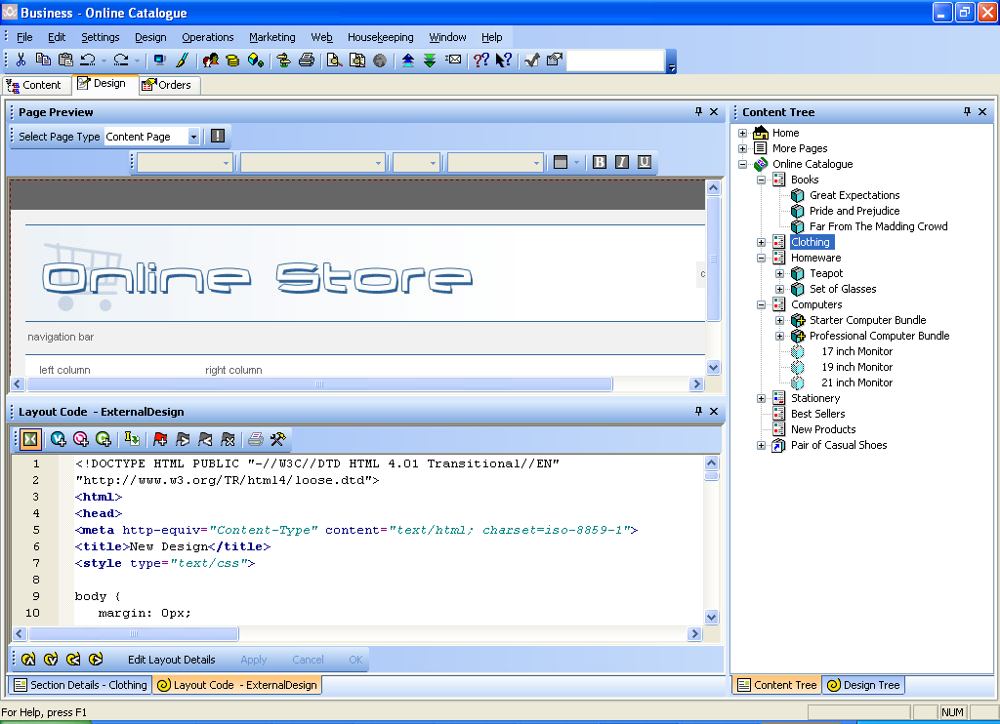 Business - Online Catalogue
File Edit Settings Design Operations Marketing Web Housekeeping Window Help
Content Design Orders
Page Preview
Select Page Type Content Page
B I U
Online Store
c
navigation bar
left column right column
Layout Code - ExternalDesign
1 <!DOCTYPE HTML PUBLIC "-//W3C//DTD HTML 4.01 Transitional//EN"
2 "http://www.w3.org/TR/html4/loose.dtd">
3 <html>
4 <head>
5 <meta http-equiv="Content-Type" content="text/html; charset=iso-8859-1">
6 <title>New Design</title>
7 <style type="text/css">
8
9 body {
10 margin: 0px;
Edit Layout Details Apply Cancel OK
Section Details - Clothing Layout Code - ExternalDesign
Content Tree
Home
More Pages
Online Catalogue
Books
Great Expectations
Pride and Prejudice
Far From The Madding Crowd
Clothing
Homeware
Teapot
Set of Glasses
Computers
Starter Computer Bundle
Professional Computer Bundle
17 inch Monitor
19 inch Monitor
21 inch Monitor
Stationery
Best Sellers
New Products
Pair of Casual Shoes
Content Tree Design Tree
For Help, press F1
NUM